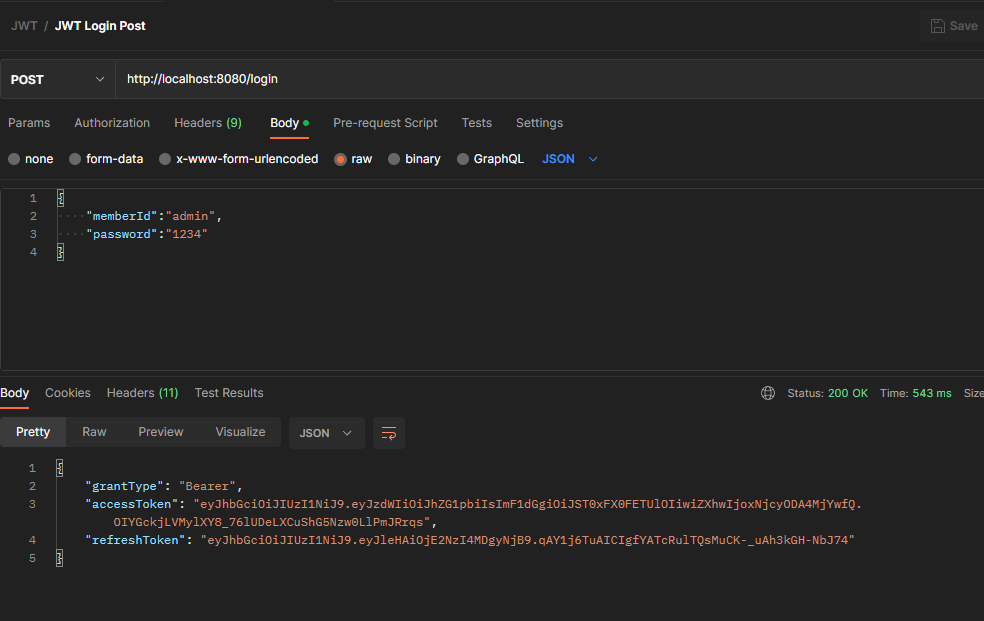 JWT / JWT Login Post
Save
POST
http://localhost:8080/login
Params Authorization Headers (9) Body Pre-request Script Tests Settings
none form-data x-www-form-urlencoded raw binary GraphQL JSON
1 {
2 "memberId":"admin",
3 "password":"1234"
4 }
Body Cookies Headers (11) Test Results
Status: 200 OK Time: 543 ms Size
Pretty Raw Preview Visualize JSON
1 {
2 "grantType": "Bearer",
3 "accessToken": "eyJhbGciOiJIUzI1NiJ9.eyJzdWIiOiJhZG1pbiIsImF1dGgiOiJST0xFX0FETUlOIiwiZXhwIjoxNjcyODA4MjYwfQ.
OIYGckjLVMylXY8_76lUDeLXCuShG5Nzw0LlPmJRrqs",
4 "refreshToken": "eyJhbGciOiJIUzI1NiJ9.eyJleHAiOjE2NzI4MDgyNjB9.qAY1j6TuAICIgfYATcRulTQsMuCK-_uAh3kGH-NbJ74"
5 }